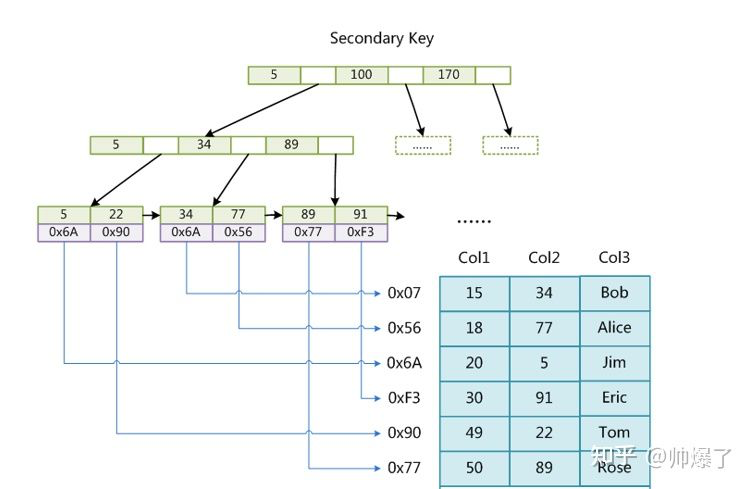 Secondary Key
5 100 170
5 34 89
...... ......
5 22 34 77 89 91
0x6A 0x90 0x6A 0x56 0x77 0xF3
......
Col1 Col2 Col3
0x07 15 34 Bob
0x56 18 77 Alice
0x6A 20 5 Jim
0xF3 30 91 Eric
0x90 49 22 Tom
0x77 50 89 Rose
知乎 @帅爆了